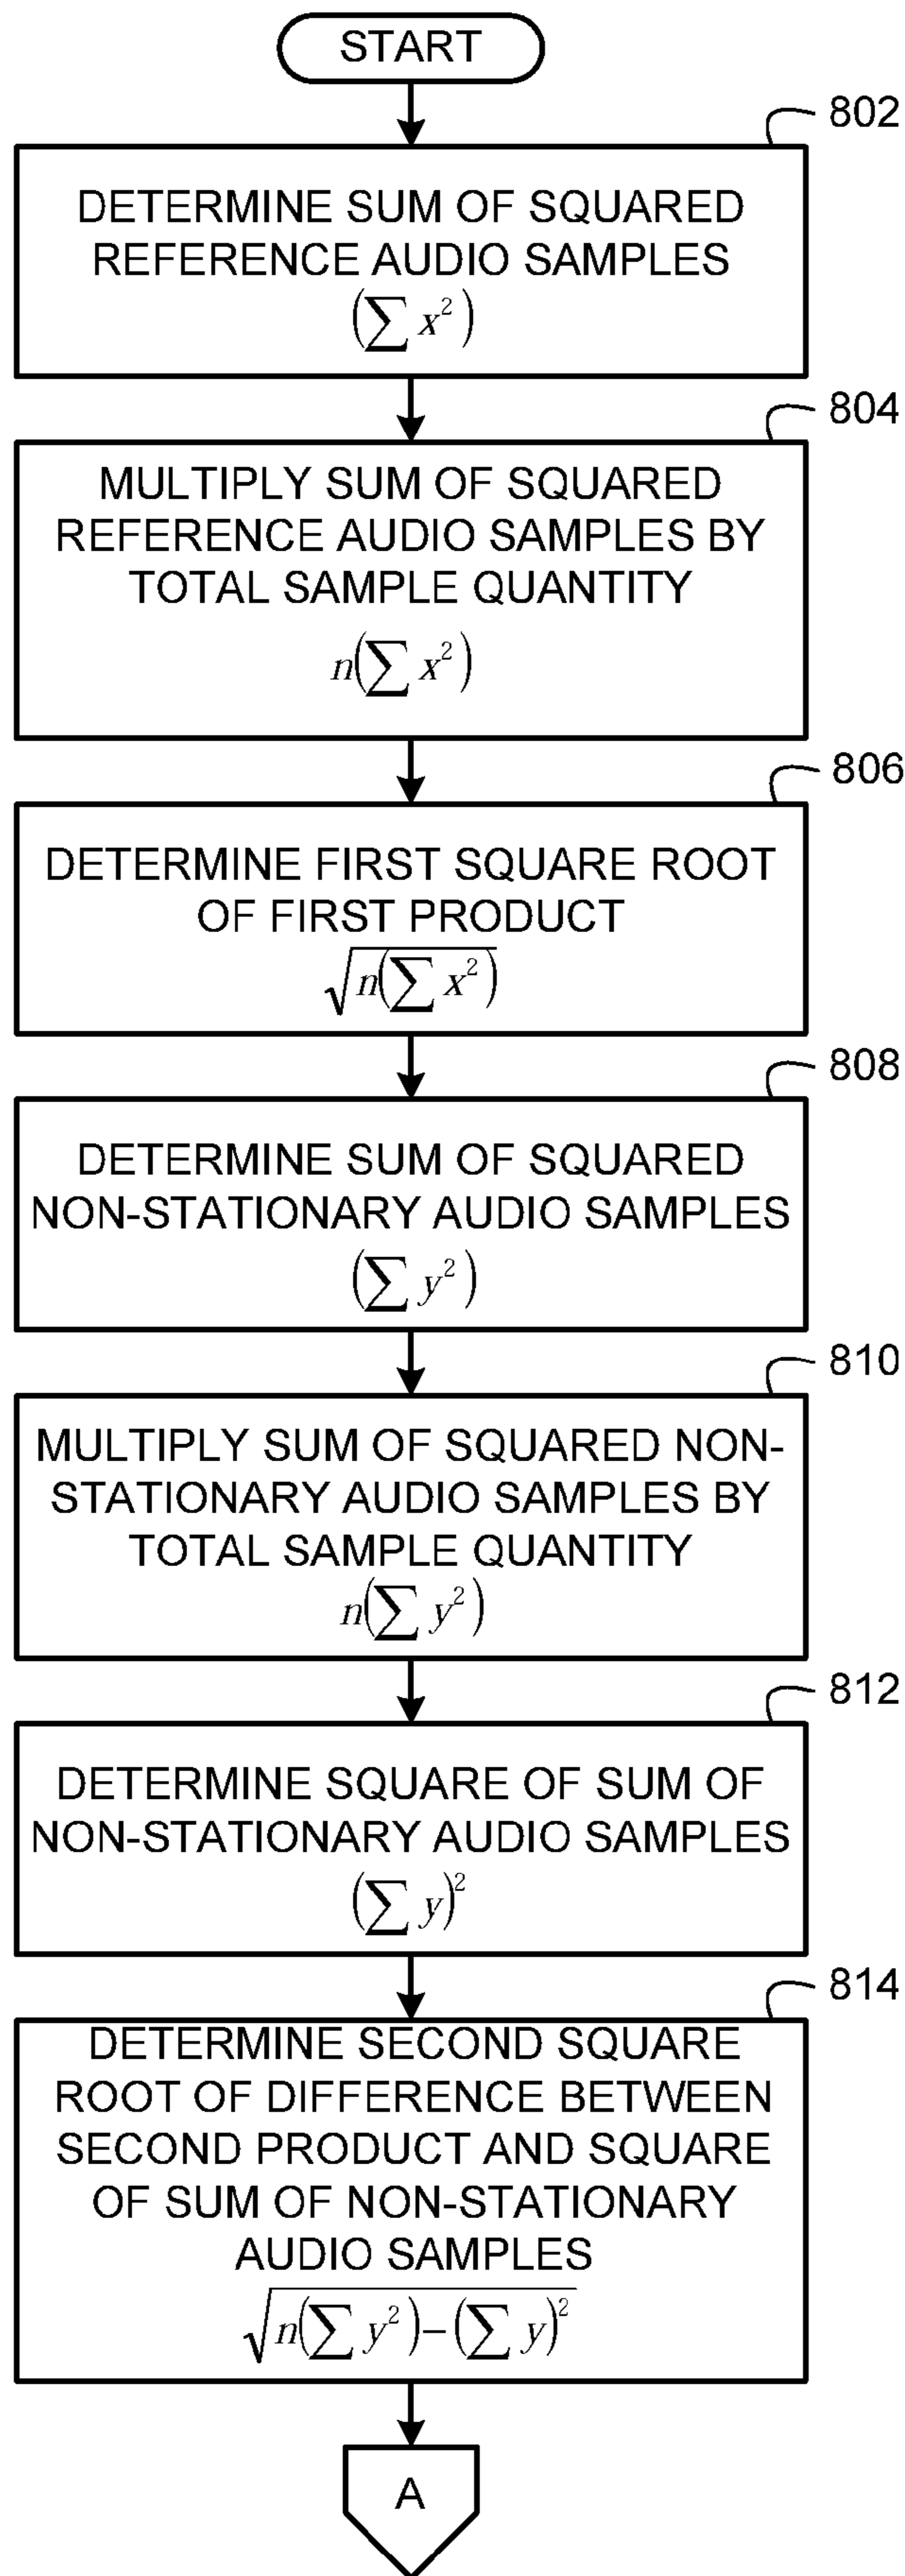 START
802
DETERMINE SUM OF SQUARED
REFERENCE AUDIO SAMPLES
(∑ x²)
804
MULTIPLY SUM OF SQUARED
REFERENCE AUDIO SAMPLES BY
TOTAL SAMPLE QUANTITY
n(∑ x²)
806
DETERMINE FIRST SQUARE ROOT
OF FIRST PRODUCT
√n(∑ x²)
808
DETERMINE SUM OF SQUARED
NON-STATIONARY AUDIO SAMPLES
(∑ y²)
810
MULTIPLY SUM OF SQUARED NON-
STATIONARY AUDIO SAMPLES BY
TOTAL SAMPLE QUANTITY
n(∑ y²)
812
DETERMINE SQUARE OF SUM OF
NON-STATIONARY AUDIO SAMPLES
(∑ y)²
814
DETERMINE SECOND SQUARE
ROOT OF DIFFERENCE BETWEEN
SECOND PRODUCT AND SQUARE
OF SUM OF NON-STATIONARY
AUDIO SAMPLES
√n(∑ y²)–(∑ y)²
A